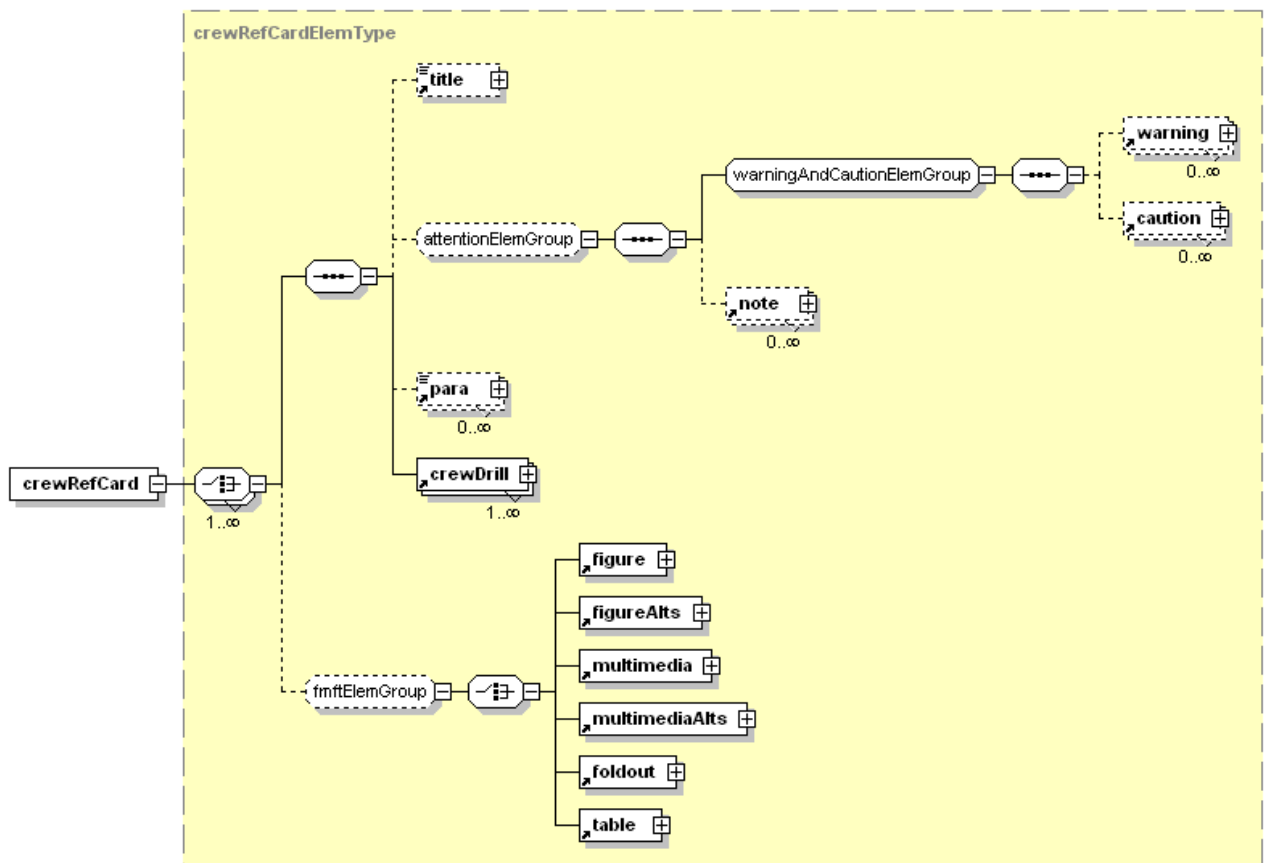 crewRefCardElemType
title
warning
0..∞
warningAndCautionElemGroup
caution
0..∞
attentionElemGroup
note
0..∞
para
0..∞
crewDrill
1..∞
crewRefCard
1..∞
figure
figureAlts
multimedia
fmftElemGroup
multimediaAlts
foldout
table